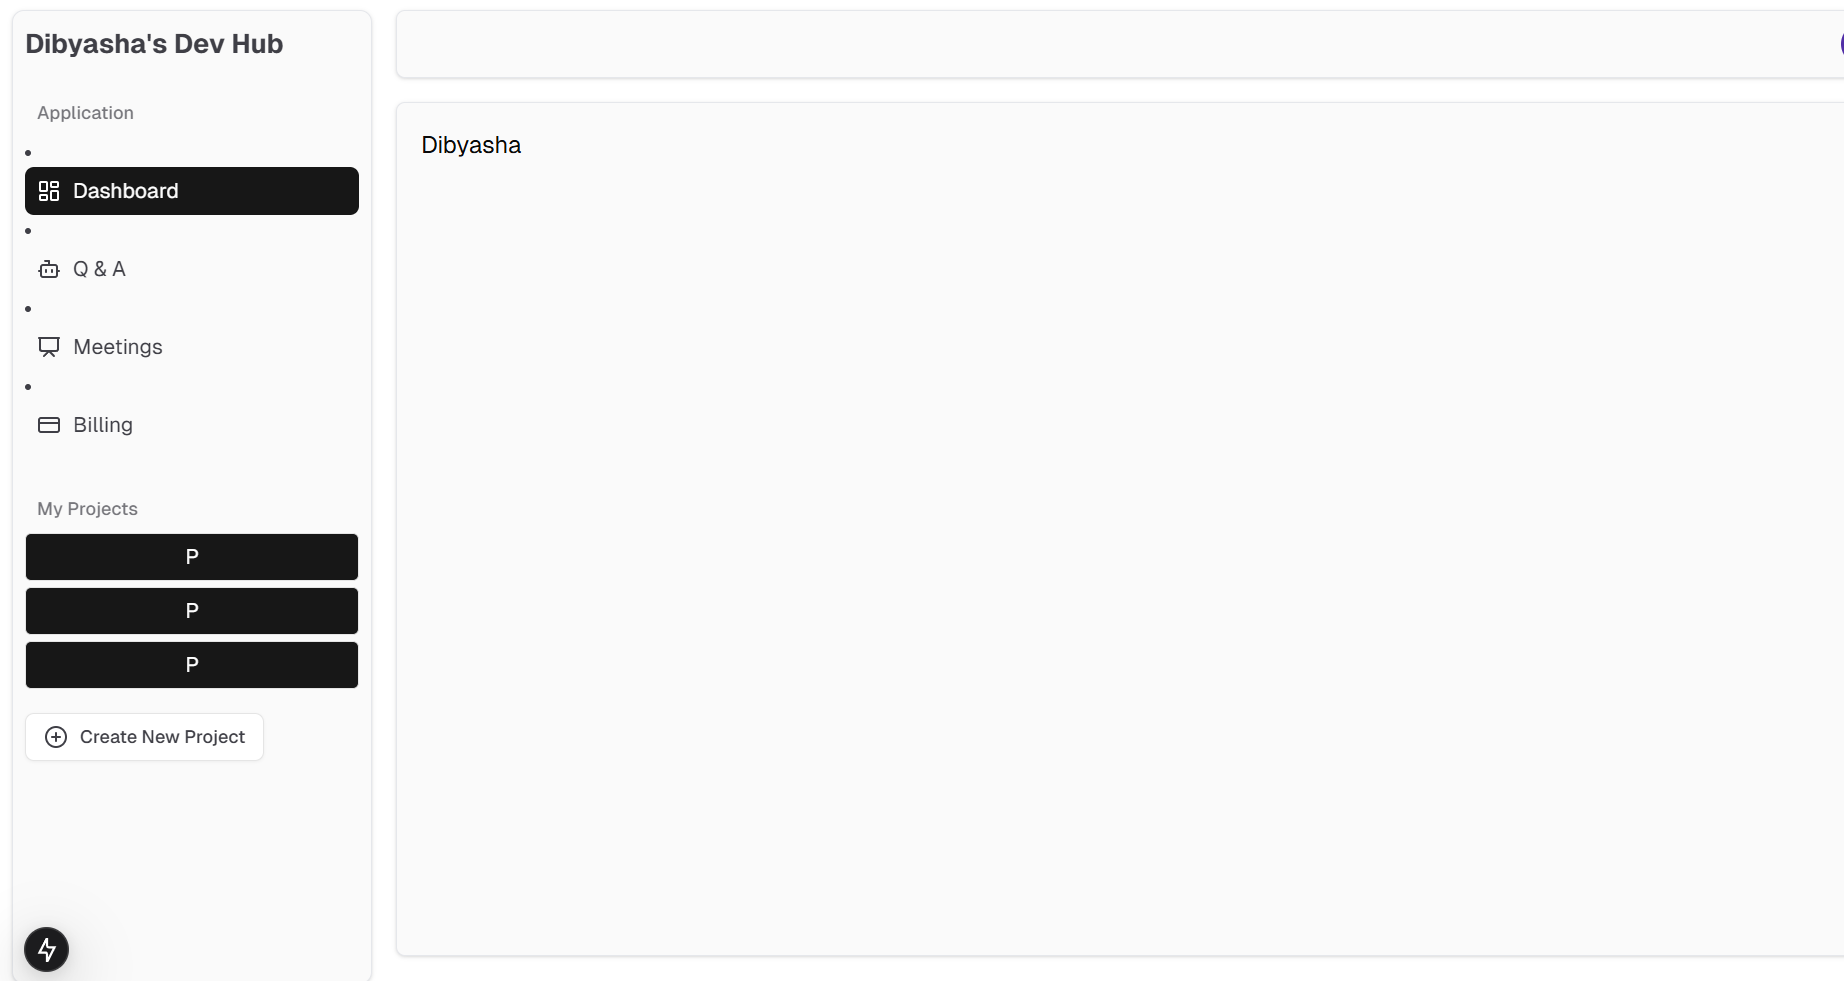 Dibyasha's Dev Hub
Application
Dashboard
Q & A
Meetings
Billing
My Projects
P
P
P
Create New Project
Dibyasha